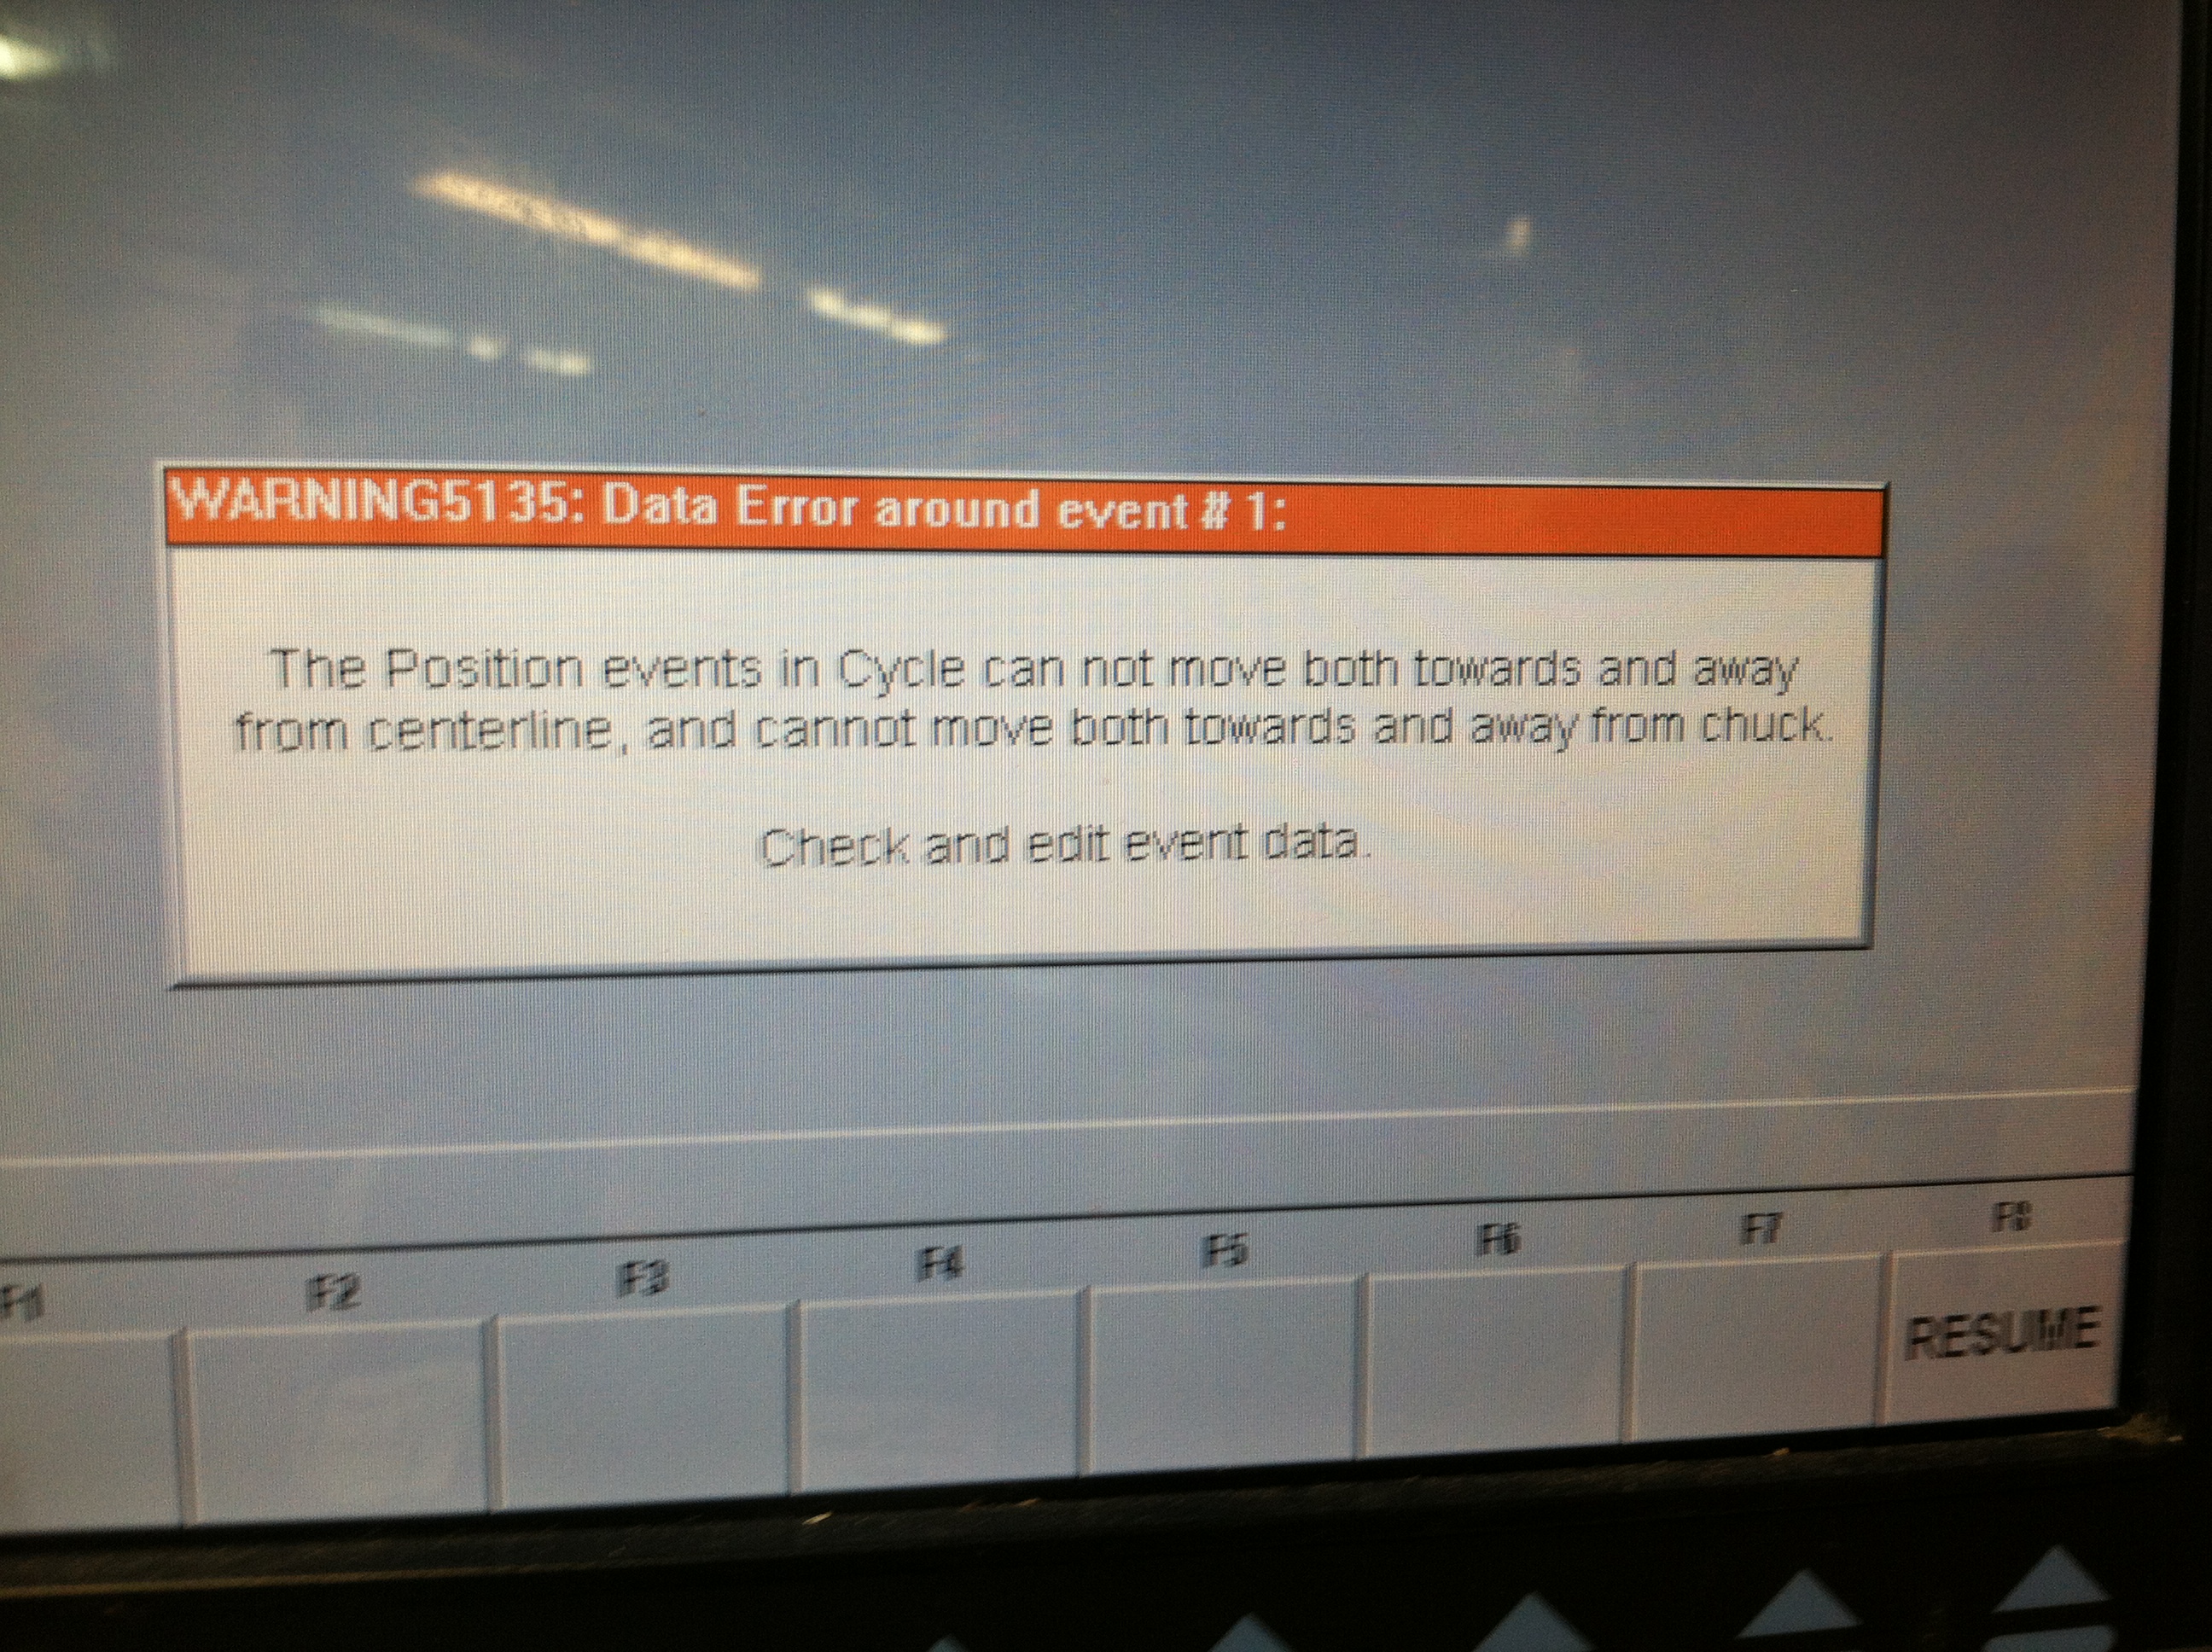 WARNING5135: Data Error around event # 1:
The Position events in Cycle can not move both towards and away
from centerline, and cannot move both towards and away from chuck.
Check and edit event data.
F1 F2 F3 F4 F5 F6 F7 F8
RESUME